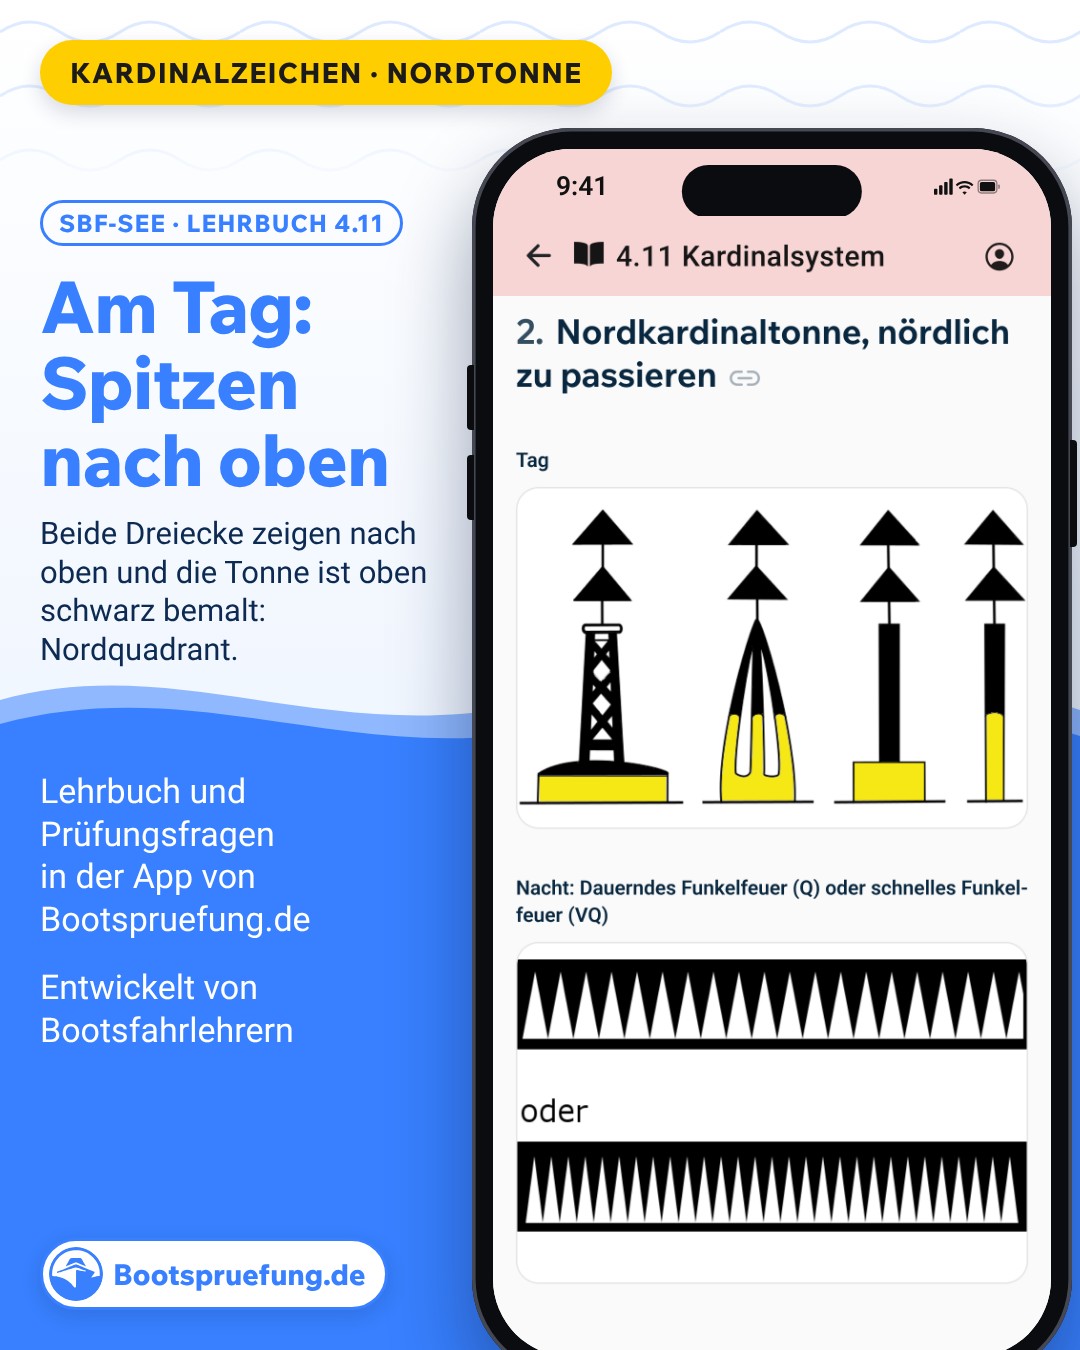 KARDINALZEICHEN · NORDTONNE
SBF-SEE · LEHRBUCH 4.11
Am Tag:
Spitzen
nach oben
Beide Dreiecke zeigen nach
oben und die Tonne ist oben
schwarz bemalt:
Nordquadrant.
Lehrbuch und
Prüfungsfragen
in der App von
Bootspruefung.de
Entwickelt von
Bootsfahrlehrern
Bootspruefung.de
9:41
4.11 Kardinalsystem
2. Nordkardinaltonne, nördlich
zu passieren
Tag
Nacht: Dauerndes Funkelfeuer (Q) oder schnelles Funkel-
feuer (VQ)
oder